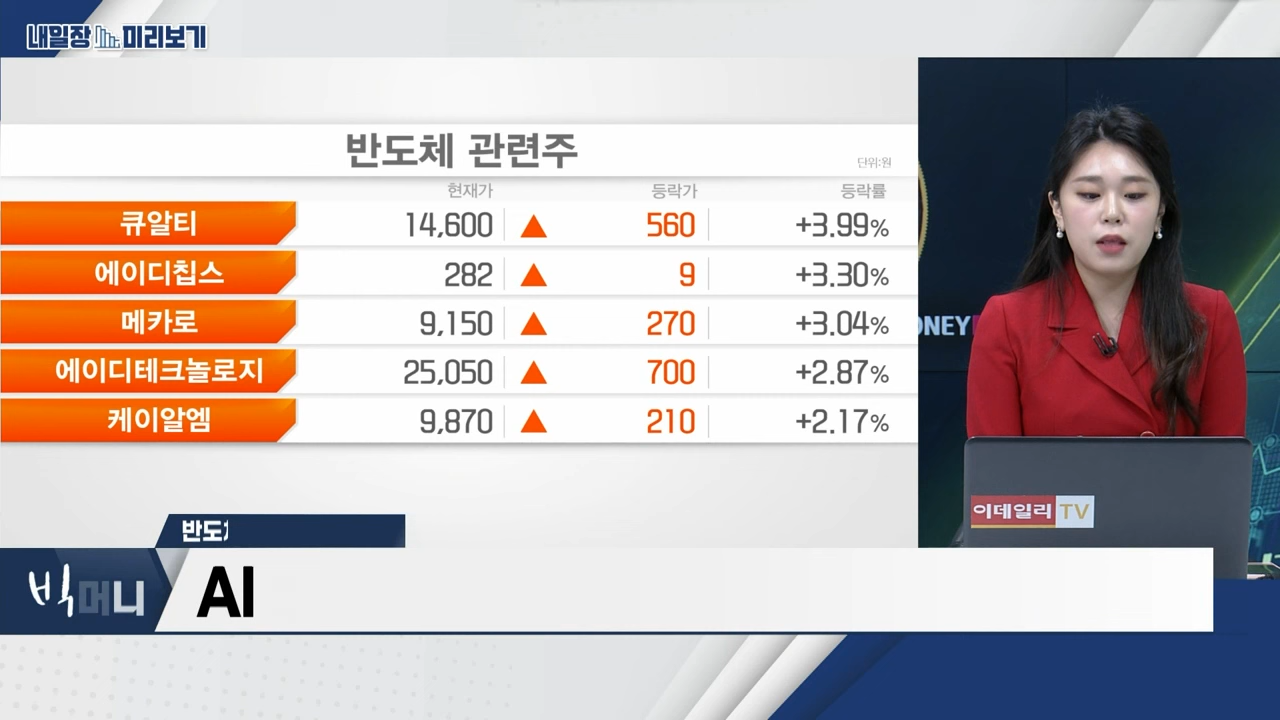 내일장 미리보기
반도체 관련주
단위:원
현재가 등락가 등락률
큐알티 14,600 ▲ 560 +3.99%
에이디칩스 282 ▲ 9 +3.30%
메카로 9,150 ▲ 270 +3.04%
에이디테크놀로지 25,050 ▲ 700 +2.87%
케이알엠 9,870 ▲ 210 +2.17%
ONEY
이데일리 TV
반도
빅머니
AI